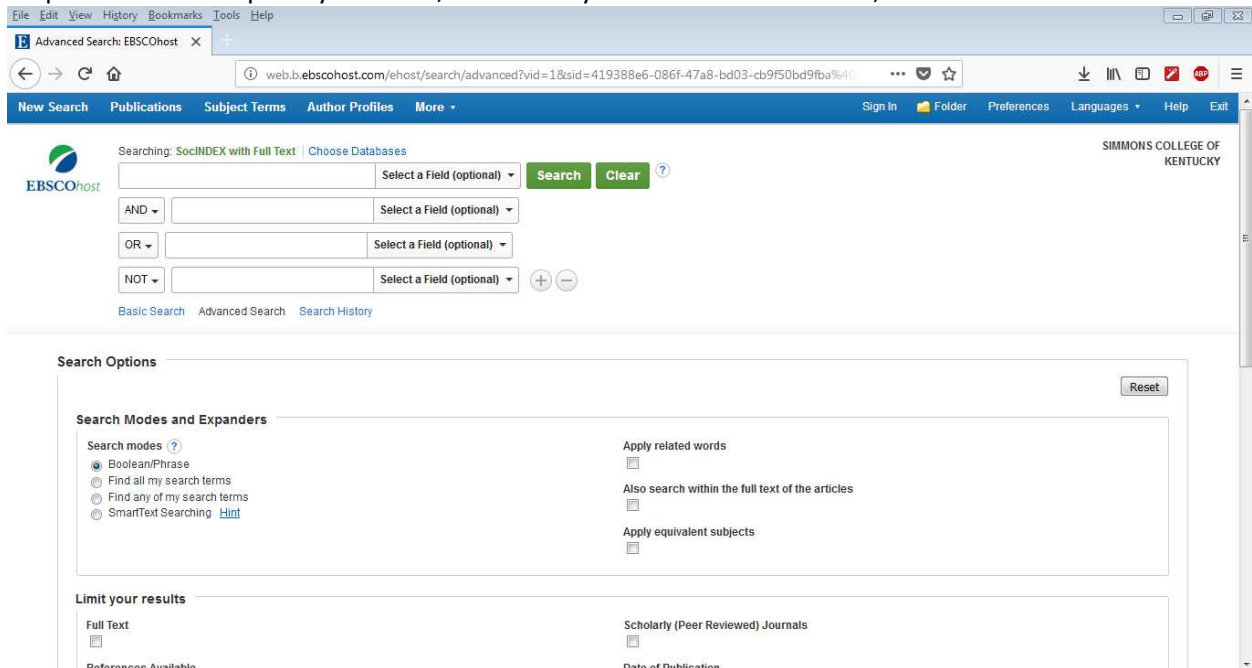 File Edit View History Bookmarks Tools Help
Advanced Search: EBSCOhost
web.b.ebscohost.com/ehost/search/advanced?vid=1&sid=419388e6-086f-47a8-bd03-cb9f50bd9fba%40
New Search Publications Subject Terms Author Profiles More Sign In Folder Preferences Languages Help Exit
Searching: SocINDEX with Full Text Choose Databases
SIMMONS COLLEGE OF
KENTUCKY
EBSCOhost
Select a Field (optional) Search Clear ?
AND Select a Field (optional)
OR Select a Field (optional)
NOT Select a Field (optional)
Basic Search Advanced Search Search History
Search Options
Reset
Search Modes and Expanders
Search modes ?
Boolean/Phrase
Find all my search terms
Find any of my search terms
SmartText Searching Hint
Apply related words
Also search within the full text of the articles
Apply equivalent subjects
Limit your results
Full Text
Scholarly (Peer Reviewed) Journals
References Available
Date of Publication